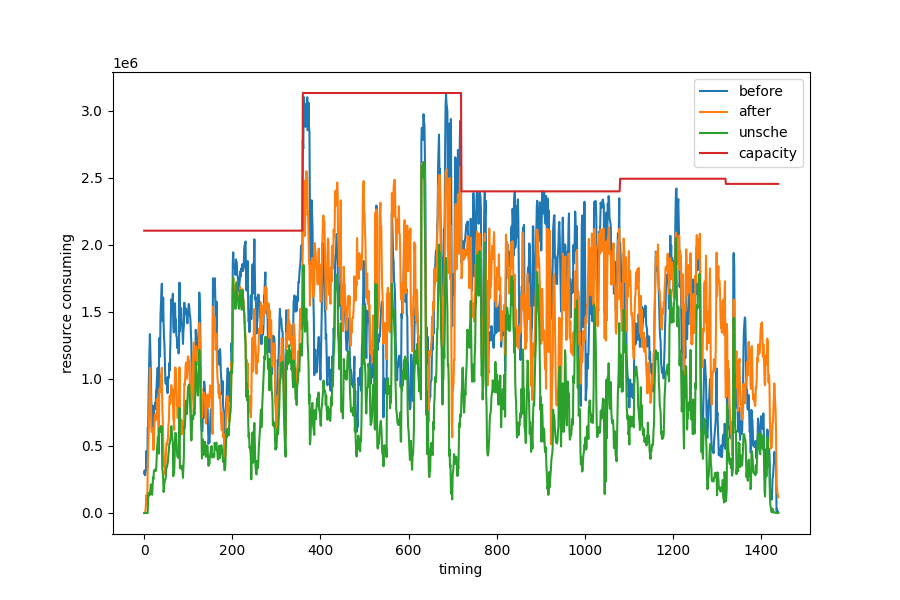 1e6
3.0
2.5
2.0
1.5
1.0
0.5
0.0
resource consuming
before
after
unsche
capacity
0 200 400 600 800 1000 1200 1400
timing